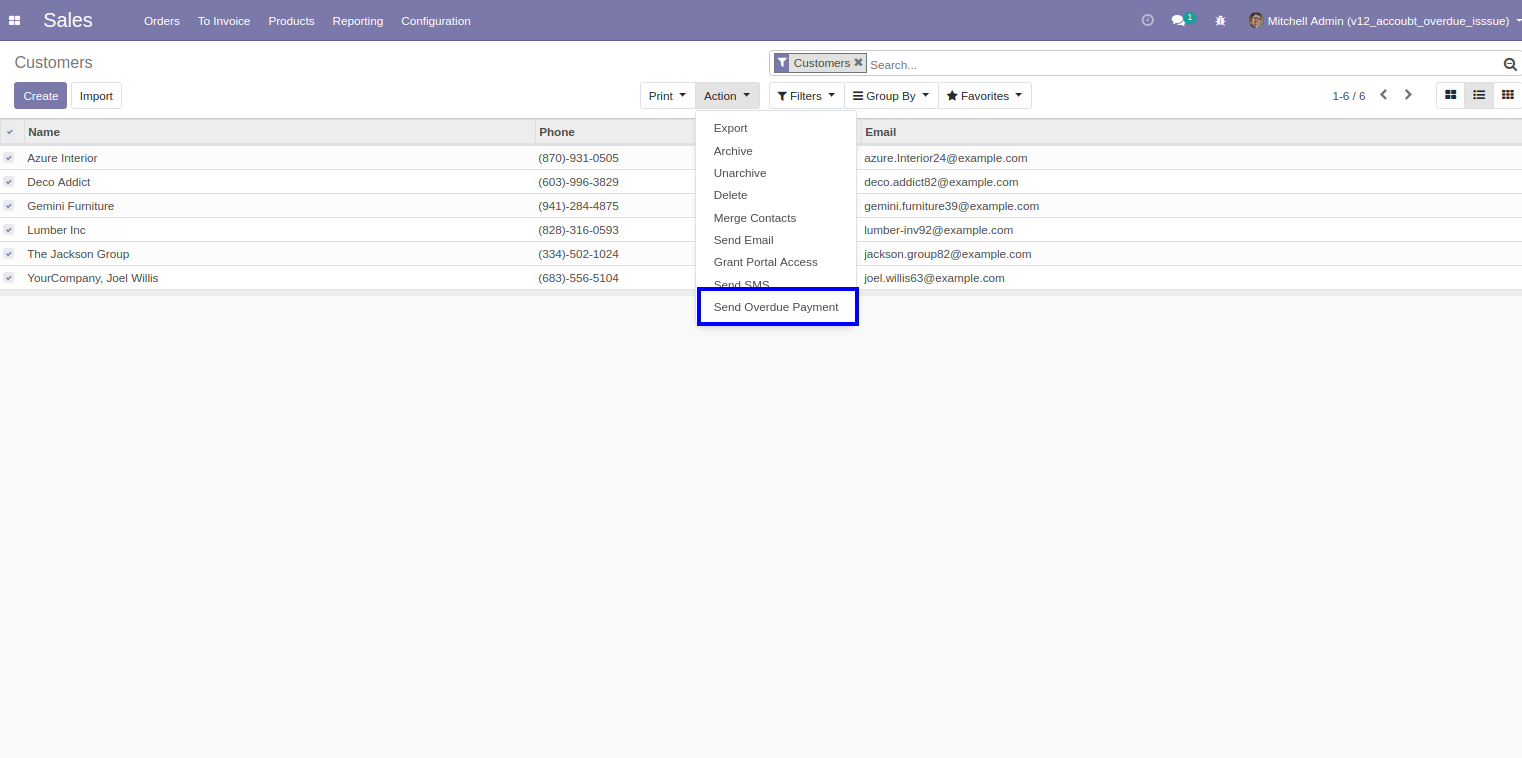 Sales Orders To Invoice Products Reporting Configuration 1 Mitchell Admin (v12_accoubt_overdue_isssue)
Customers
Customers Search...
Create Import Print Action Filters Group By Favorites 1-6 / 6
Name Phone Email
Azure Interior (870)-931-0505 azure.Interior24@example.com
Deco Addict (603)-996-3829 deco.addict82@example.com
Gemini Furniture (941)-284-4875 gemini.furniture39@example.com
Lumber Inc (828)-316-0593 lumber-inv92@example.com
The Jackson Group (334)-502-1024 jackson.group82@example.com
YourCompany, Joel Willis (683)-556-5104 joel.willis63@example.com
Export
Archive
Unarchive
Delete
Merge Contacts
Send Email
Grant Portal Access
Send SMS
Send Overdue Payment